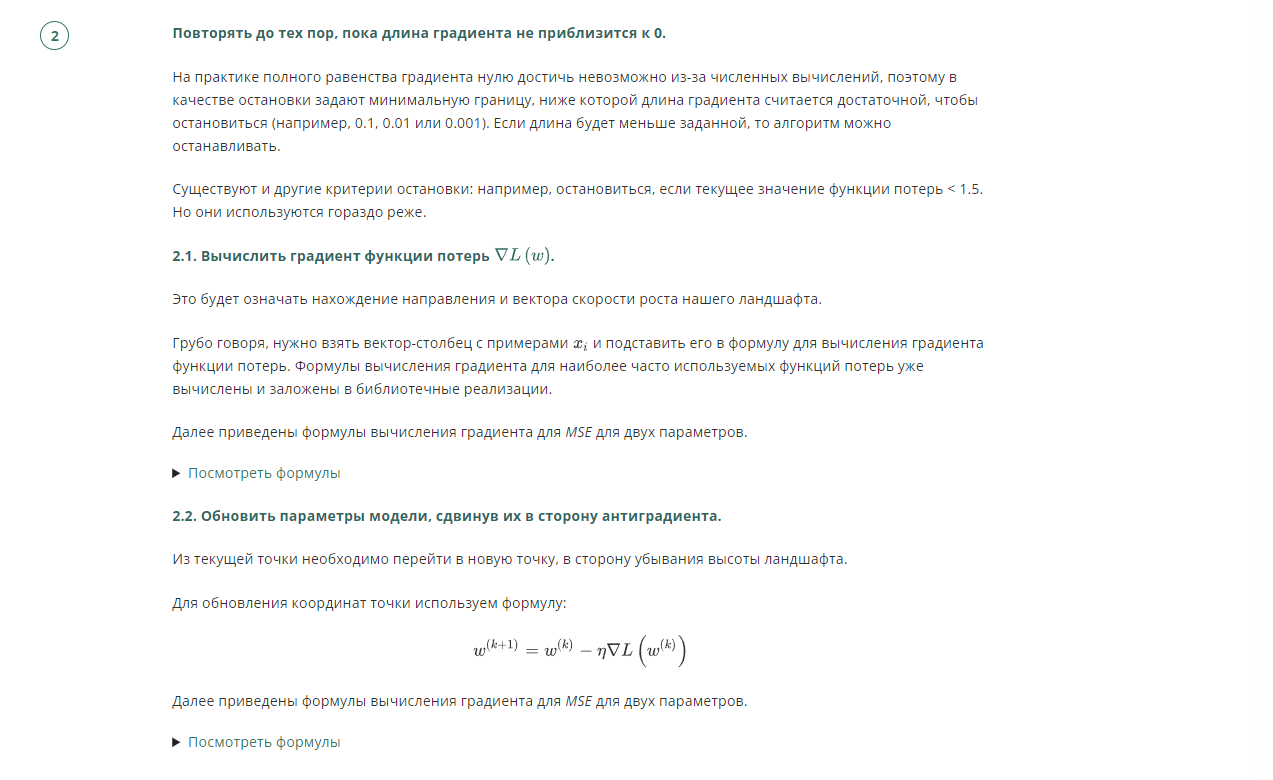 2
Повторять до тех пор, пока длина градиента не приблизится к 0.
На практике полного равенства градиента нулю достичь невозможно из-за численных вычислений, поэтому в
качестве остановки задают минимальную границу, ниже которой длина градиента считается достаточной, чтобы
остановиться (например, 0.1, 0.01 или 0.001). Если длина будет меньше заданной, то алгоритм можно
останавливать.
Существуют и другие критерии остановки: например, остановиться, если текущее значение функции потерь < 1.5.
Но они используются гораздо реже.
2.1. Вычислить градиент функции потерь ∇L (w).
Это будет означать нахождение направления и вектора скорости роста нашего ландшафта.
Грубо говоря, нужно взять вектор-столбец с примерами xᵢ и подставить его в формулу для вычисления градиента
функции потерь. Формулы вычисления градиента для наиболее часто используемых функций потерь уже
вычислены и заложены в библиотечные реализации.
Далее приведены формулы вычисления градиента для MSE для двух параметров.
▶ Посмотреть формулы
2.2. Обновить параметры модели, сдвинув их в сторону антиградиента.
Из текущей точки необходимо перейти в новую точку, в сторону убывания высоты ландшафта.
Для обновления координат точки используем формулу:
w^(k+1) = w^(k) − η∇L (w^(k))
Далее приведены формулы вычисления градиента для MSE для двух параметров.
▶ Посмотреть формулы